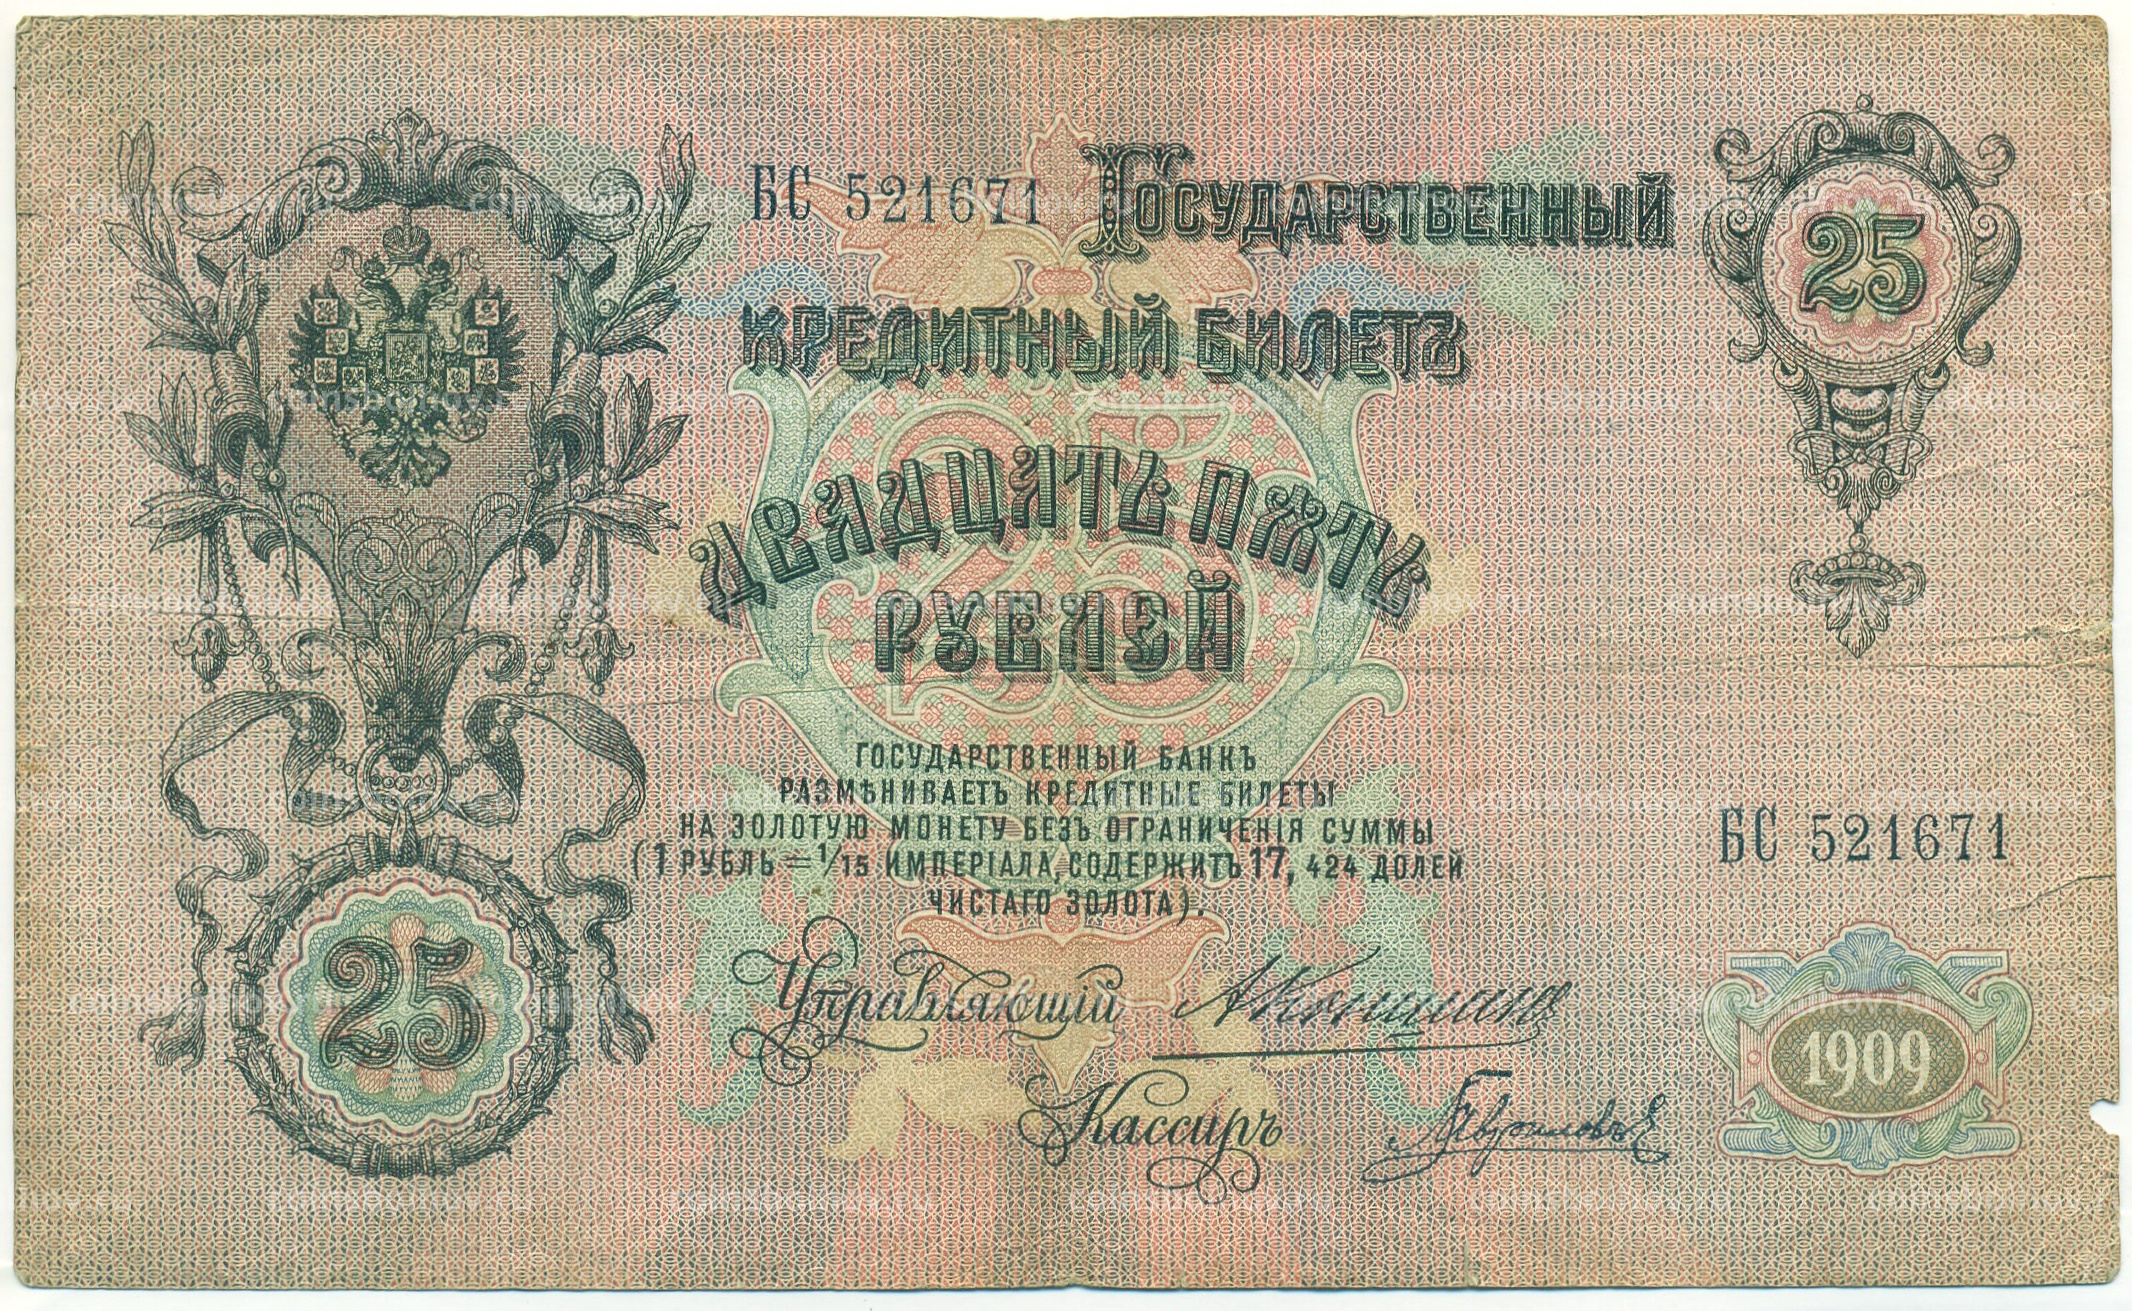 БС 521671 Государственный
25
кредитный билетъ
двадцать пять
рублей
Государственный банкъ
размѣниваетъ кредитные билеты
на золотую монету безъ ограниченія суммы
(1 рубль = 1/15 имперіала, содержитъ 17, 424 долей
чистаго золота).
БС 521671
25
Управляющій
Кассиръ
1909